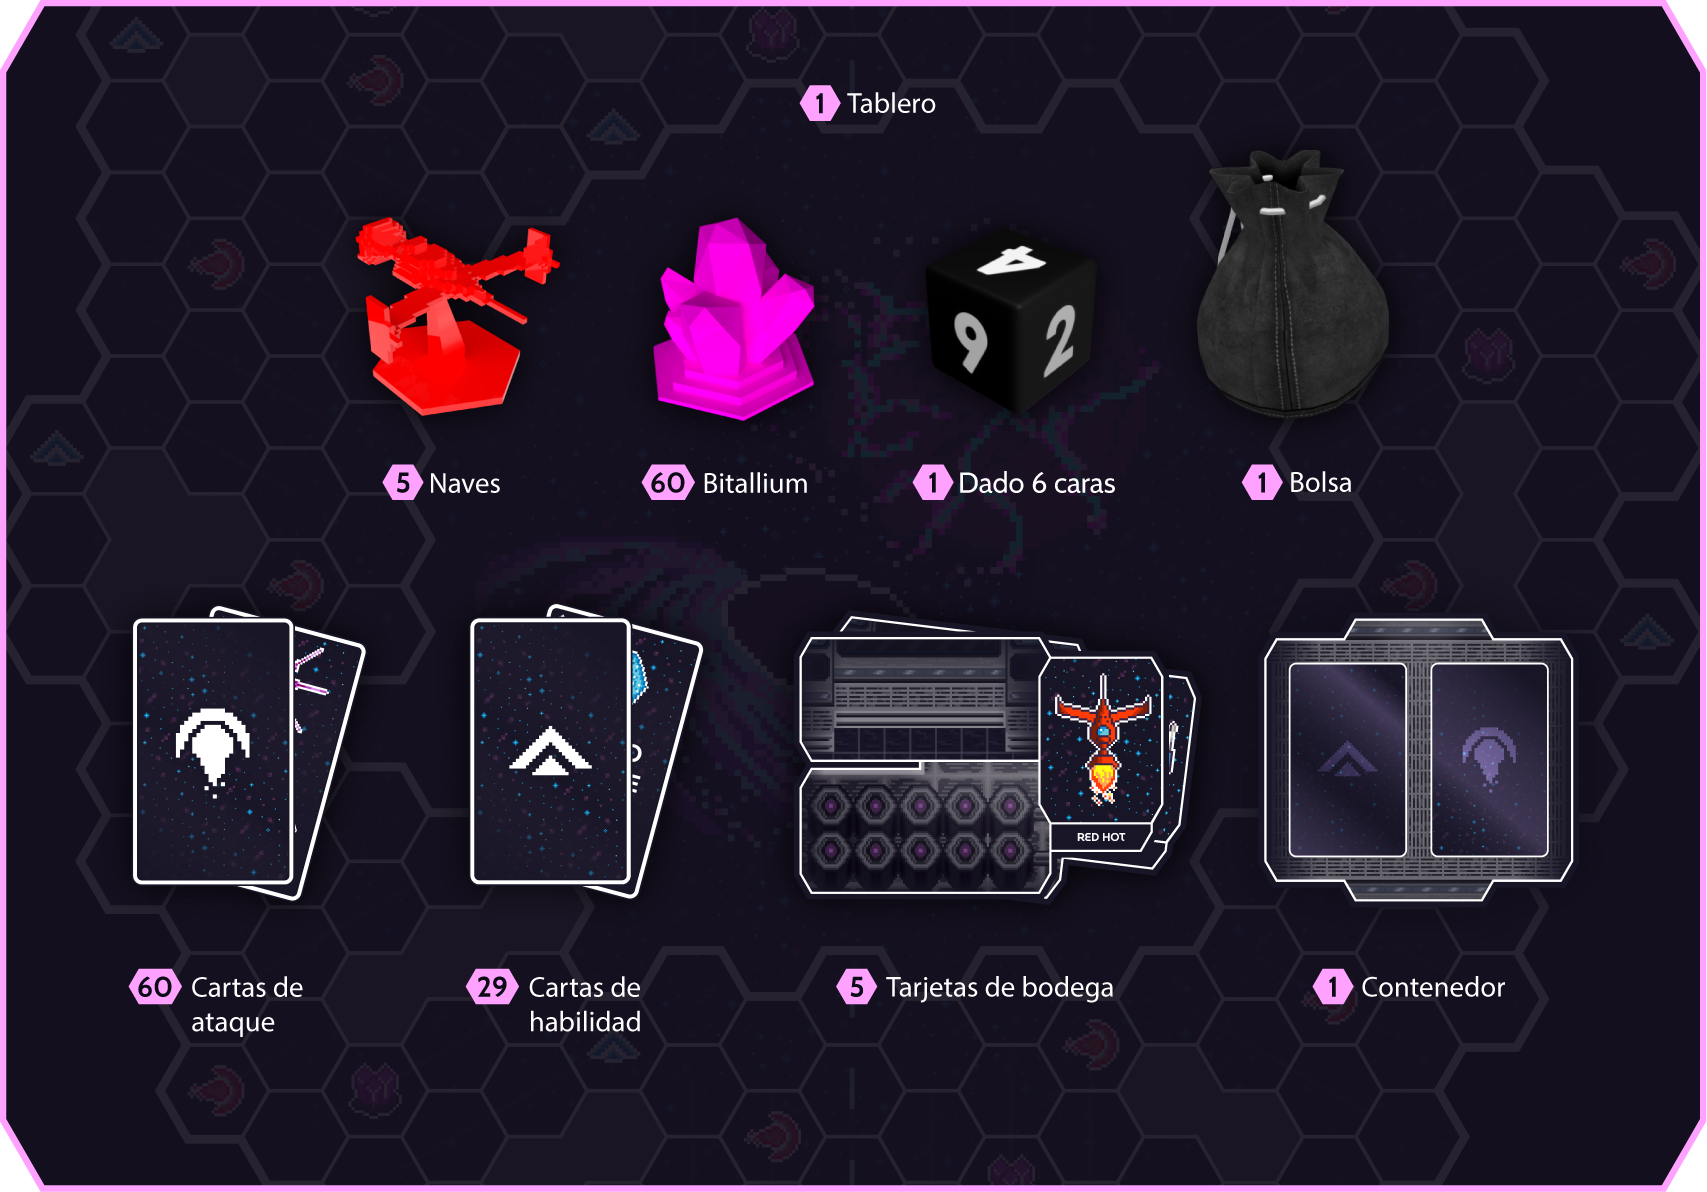 1 Tablero
4
9 2
5 Naves
60 Bitallium
1 Dado 6 caras
1 Bolsa
RED HOT
60 Cartas de
ataque
29 Cartas de
habilidad
5 Tarjetas de bodega
1 Contenedor